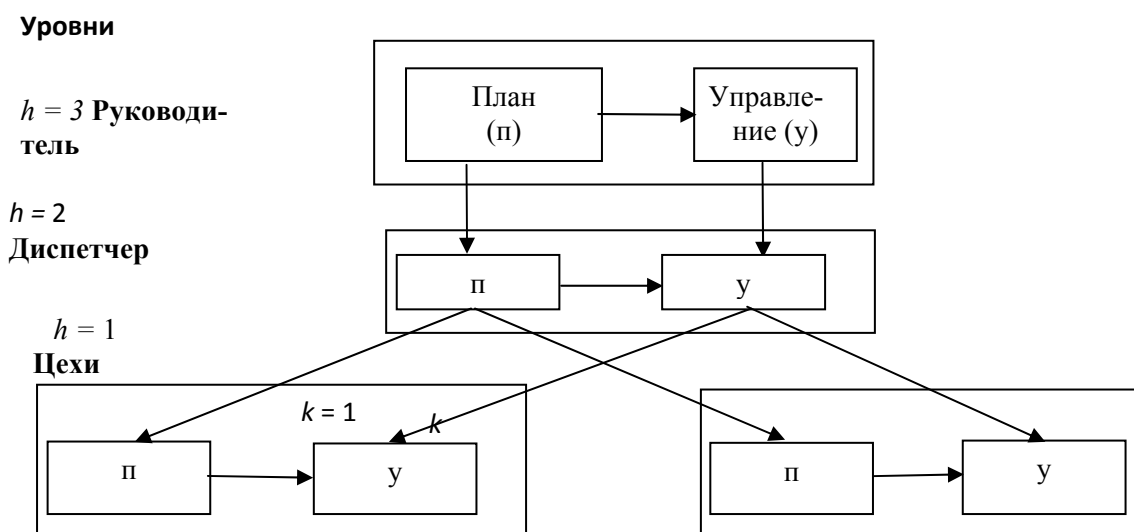 Уровни
План
(п)
Управле-
ние (у)
h = 3 Руководи-
тель
h = 2
Диспетчер
п
у
h = 1
Цехи
k = 1
k
п
у
п
у